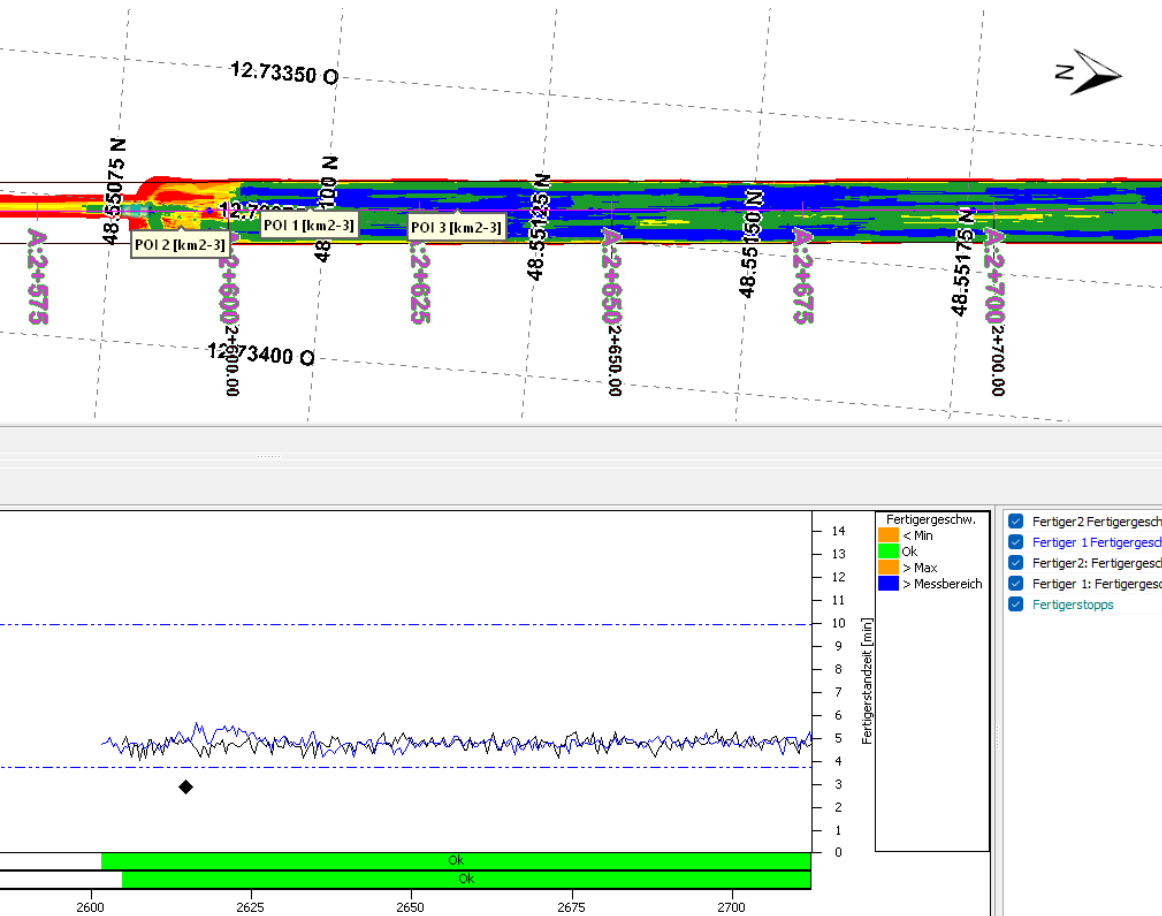 12.73350 O
N
48.55075 N
48.55125 N
48.55150 N
48.55175 N
POI 1 [km2-3]
POI 3 [km2-3]
POI 2 [km2-3]
A:2+575
A:2+625
A:2+650
A:2+675
A:2+700
2+600.00
2+650.00
2+700.00
12.73400 O
14
13
12
11
10
9
8
7
6
5
4
3
2
1
0
Fertigerstandzeit [min]
Fertigergeschw.
< Min
Ok
> Max
> Messbereich
Fertiger2 Fertigergesch
Fertiger 1 Fertigergesch
Fertiger2: Fertigergesch
Fertiger 1: Fertigergesc
Fertigerstopps
Ok
Ok
2600
2625
2650
2675
2700